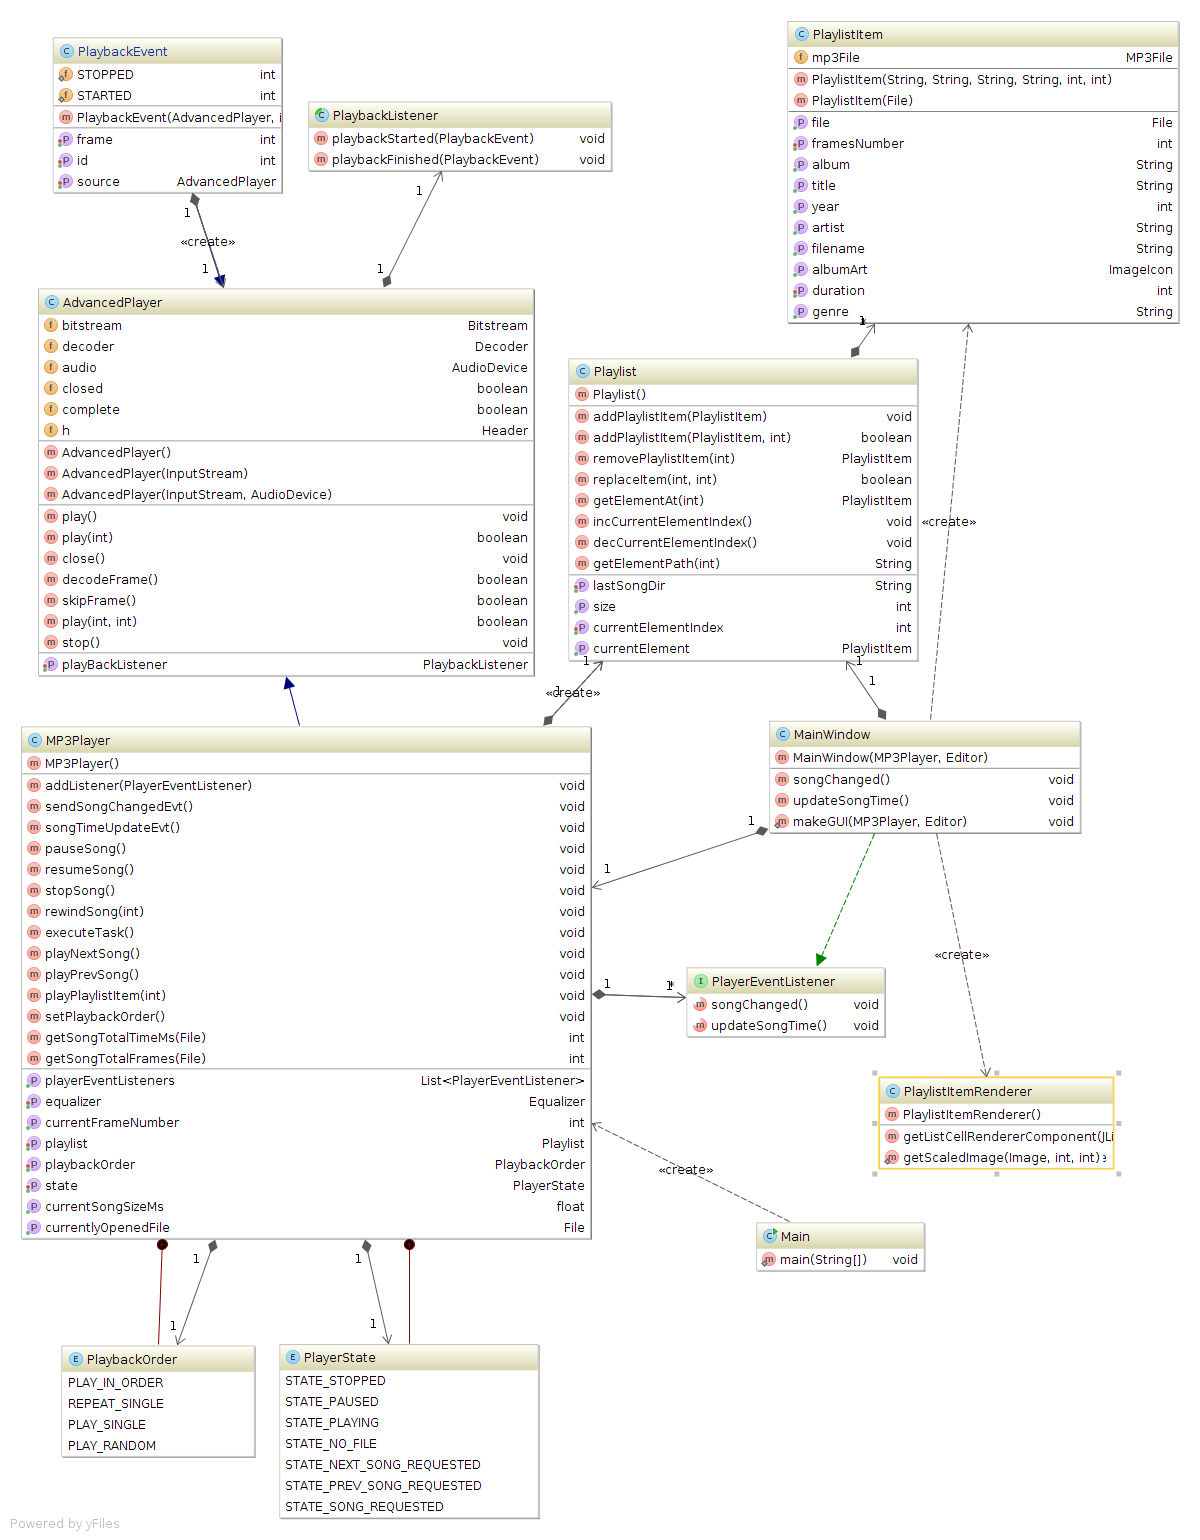 PlaybackEvent
STOPPED int
STARTED int
PlaybackEvent(AdvancedPlayer, i
frame int
id int
source AdvancedPlayer
PlaybackListener
playbackStarted(PlaybackEvent) void
playbackFinished(PlaybackEvent) void
PlaylistItem
mp3File MP3File
PlaylistItem(String, String, String, String, int, int)
PlaylistItem(File)
file File
framesNumber int
album String
title String
year int
artist String
filename String
albumArt ImageIcon
duration int
genre String
1
«create»
1
1
1
AdvancedPlayer
bitstream Bitstream
decoder Decoder
audio AudioDevice
closed boolean
complete boolean
h Header
AdvancedPlayer()
AdvancedPlayer(InputStream)
AdvancedPlayer(InputStream, AudioDevice)
play() void
play(int) boolean
close() void
decodeFrame() boolean
skipFrame() boolean
play(int, int) boolean
stop() void
playBackListener PlaybackListener
1
Playlist
Playlist()
addPlaylistItem(PlaylistItem) void
addPlaylistItem(PlaylistItem, int) boolean
removePlaylistItem(int) PlaylistItem
replaceItem(int, int) boolean
getElementAt(int) PlaylistItem
incCurrentElementIndex() void
decCurrentElementIndex() void
getElementPath(int) String
lastSongDir String
size int
currentElementIndex int
currentElement PlaylistItem
«create»
1
1
«create»
1
1
MP3Player
MP3Player()
addListener(PlayerEventListener) void
sendSongChangedEvt() void
songTimeUpdateEvt() void
pauseSong() void
resumeSong() void
stopSong() void
rewindSong(int) void
executeTask() void
playNextSong() void
playPrevSong() void
playPlaylistItem(int) void
setPlaybackOrder() void
getSongTotalTimeMs(File) int
getSongTotalFrames(File) int
playerEventListeners List<PlayerEventListener>
equalizer Equalizer
currentFrameNumber int
playlist Playlist
playbackOrder PlaybackOrder
state PlayerState
currentSongSizeMs float
currentlyOpenedFile File
MainWindow
MainWindow(MP3Player, Editor)
songChanged() void
updateSongTime() void
makeGUI(MP3Player, Editor) void
1
1
«create»
1
1
*
PlayerEventListener
songChanged() void
updateSongTime() void
PlaylistItemRenderer
PlaylistItemRenderer()
getListCellRendererComponent(JLi
getScaledImage(Image, int, int)
«create»
Main
main(String[]) void
1
1
1
1
PlaybackOrder
PLAY_IN_ORDER
REPEAT_SINGLE
PLAY_SINGLE
PLAY_RANDOM
PlayerState
STATE_STOPPED
STATE_PAUSED
STATE_PLAYING
STATE_NO_FILE
STATE_NEXT_SONG_REQUESTED
STATE_PREV_SONG_REQUESTED
STATE_SONG_REQUESTED
Powered by yFiles